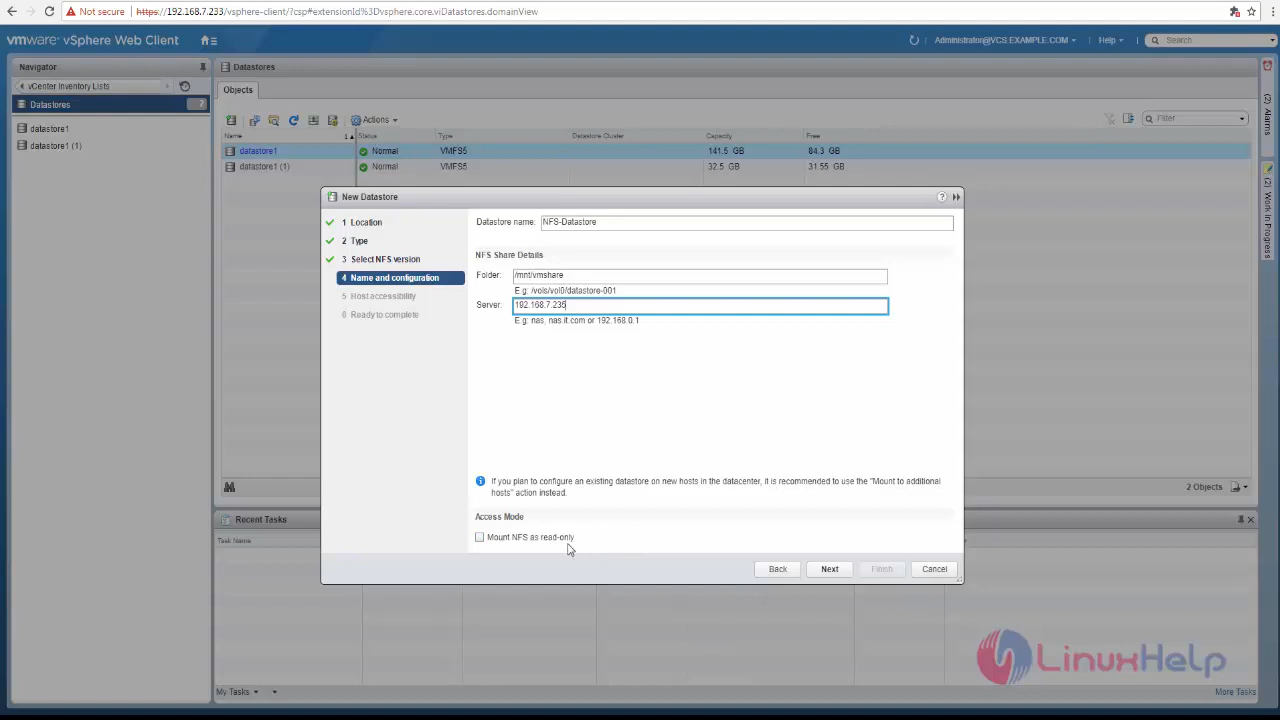 Not secure https://192.168.7.233/vsphere-client/?csp#extensionId%3Dvsphere.core.viDatastores.domainView
vmware® vSphere Web Client
Administrator@VCS.EXAMPLE.COM
Help
Search
Navigator
vCenter Inventory Lists
Datastores 2
datastore1
datastore1 (1)
Datastores
Objects
Actions
Filter
Name 1 Status Type Datastore Cluster Capacity Free
datastore1 Normal VMFS5 141.5 GB 84.3 GB
datastore1 (1) Normal VMFS5 32.5 GB 31.55 GB
New Datastore
1 Location
2 Type
3 Select NFS version
4 Name and configuration
5 Host accessibility
6 Ready to complete
Datastore name: NFS-Datastore
NFS Share Details
Folder: /mnt/vmshare
E.g: /vols/vol0/datastore-001
Server: 192.168.7.235
E.g: nas, nas.it.com or 192.168.0.1
If you plan to configure an existing datastore on new hosts in the datacenter, it is recommended to use the "Mount to additional
hosts" action instead.
Access Mode
Mount NFS as read-only
Back Next Finish Cancel
2 Objects
Recent Tasks
Task Name
My Tasks
More Tasks
(2) Alarms
(2) Work In Progress
LinuxHelp